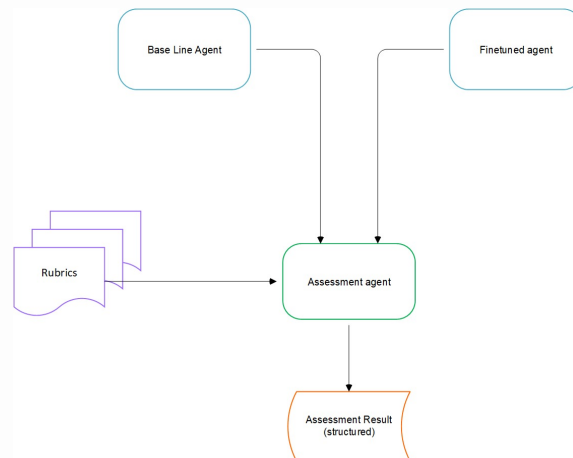 Base Line Agent
Finetuned agent
Rubrics
Assessment agent
Assessment Result
(structured)